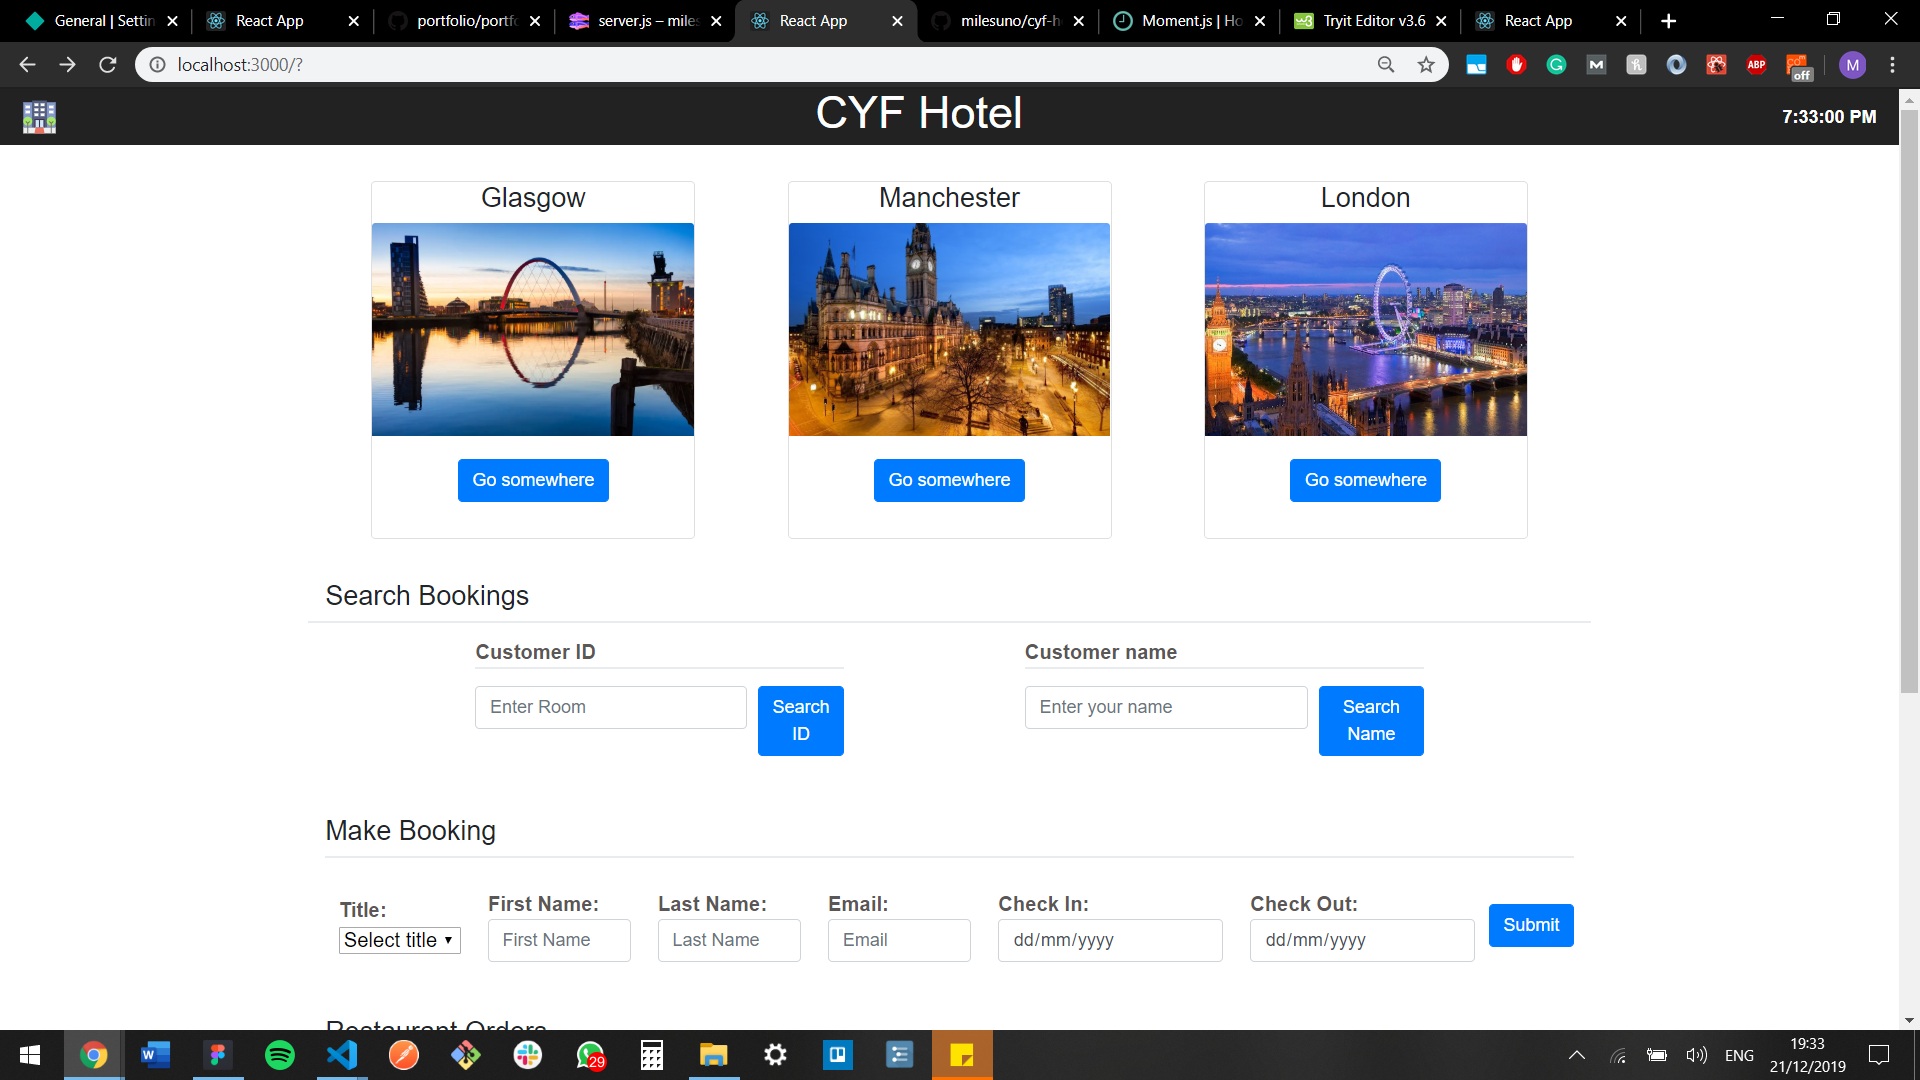 General | Settin
React App
portfolio/portfo
server.js – miles
React App
milesuno/cyf-h
Moment.js | Ho
Tryit Editor v3.6
React App
localhost:3000/?
ABP
off
M
CYF Hotel
7:33:00 PM
Glasgow
Manchester
London
Go somewhere
Go somewhere
Go somewhere
Search Bookings
Customer ID
Customer name
Enter Room
Search
ID
Enter your name
Search
Name
Make Booking
Title:
First Name:
Last Name:
Email:
Check In:
Check Out:
Select title
First Name
Last Name
Email
dd/mm/yyyy
dd/mm/yyyy
Submit
Restaurant Orders
29
ENG
19:33
21/12/2019